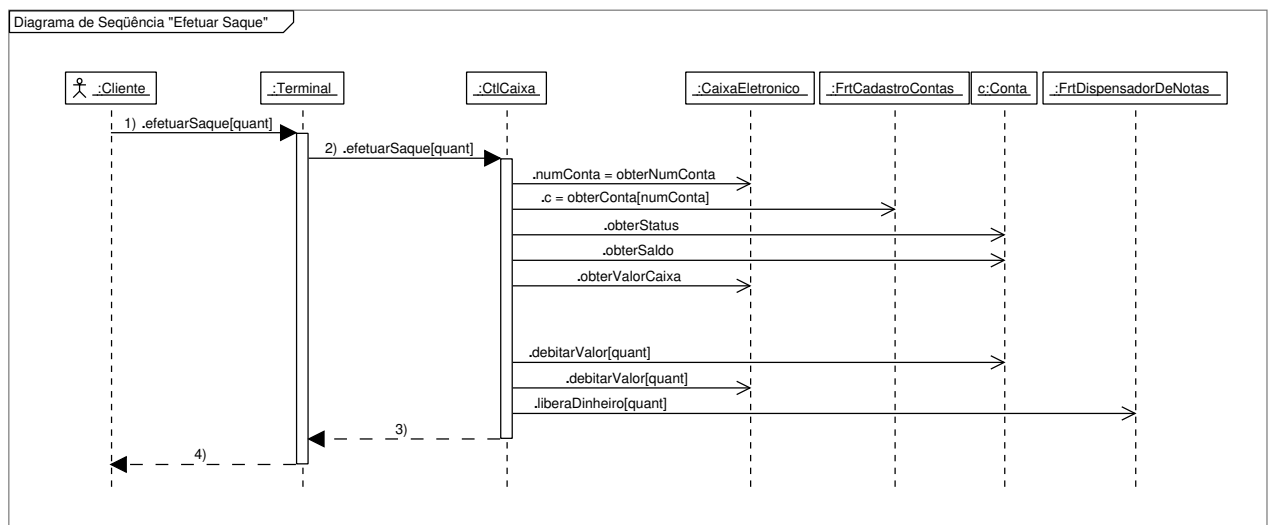 Diagrama de Seqüência "Efetuar Saque"
:Cliente
:Terminal
:CtlCaixa
:CaixaEletronico
:FrtCadastroContas
c:Conta
:FrtDispensadorDeNotas
1) .efetuarSaque[quant]
2) .efetuarSaque[quant]
.numConta = obterNumConta
.c = obterConta[numConta]
.obterStatus
.obterSaldo
.obterValorCaixa
.debitarValor[quant]
.debitarValor[quant]
.liberaDinheiro[quant]
3)
4)